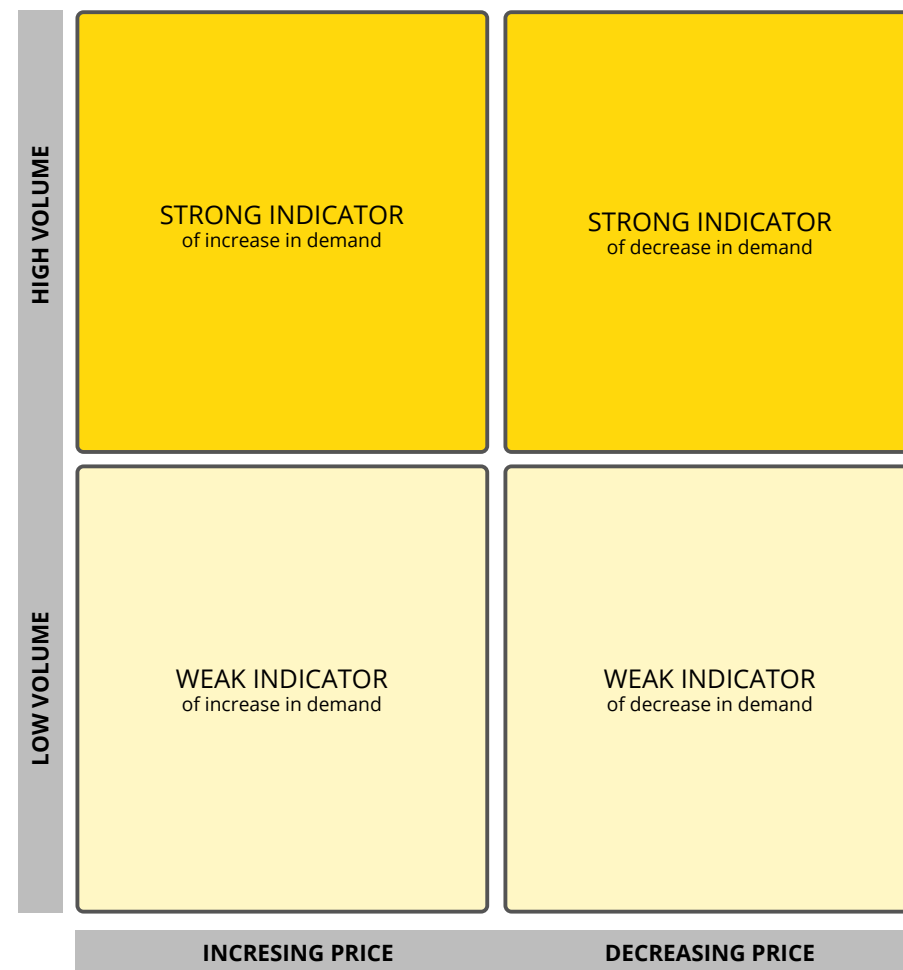 HIGH VOLUME
STRONG INDICATOR
of increase in demand
STRONG INDICATOR
of decrease in demand
LOW VOLUME
WEAK INDICATOR
of increase in demand
WEAK INDICATOR
of decrease in demand
INCRESING PRICE
DECREASING PRICE